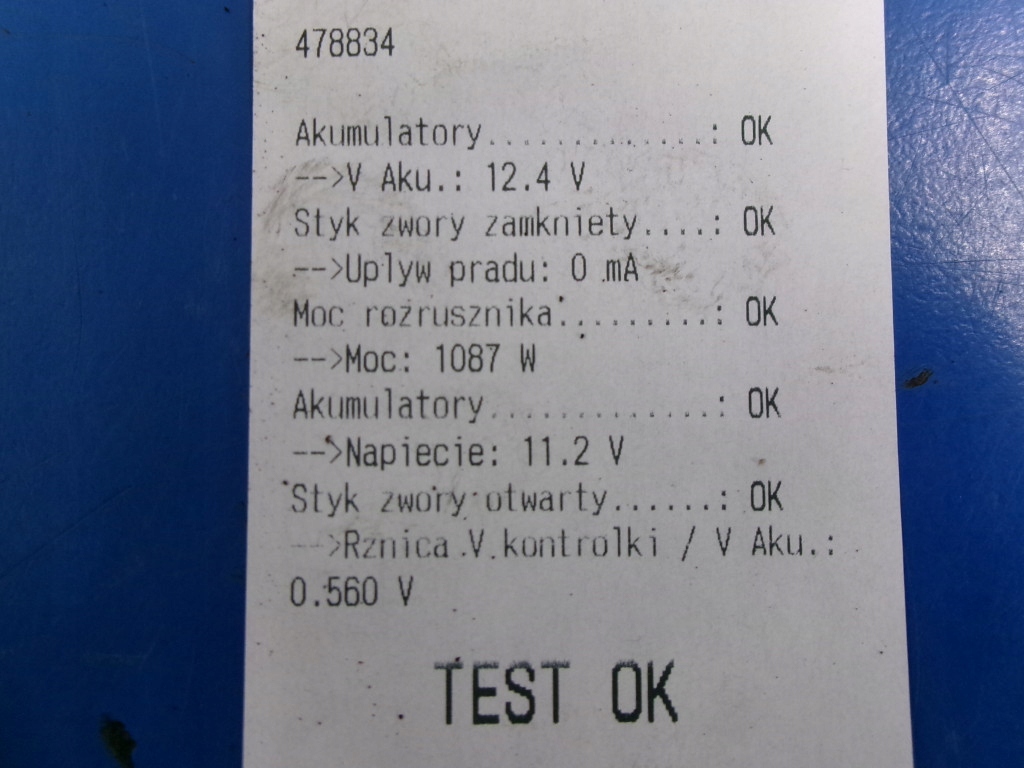 478834
Akumulatory.............: OK
-->V Aku.: 12.4 V
Styk zwory zamkniety....: OK
-->Uplyw pradu: 0 mA
Moc rozrusznika.........: OK
-->Moc: 1087 W
Akumulatory.............: OK
-->Napiecie: 11.2 V
Styk zwory otwarty......: OK
-->Rznica V kontrolki / V Aku.:
0.560 V
TEST OK